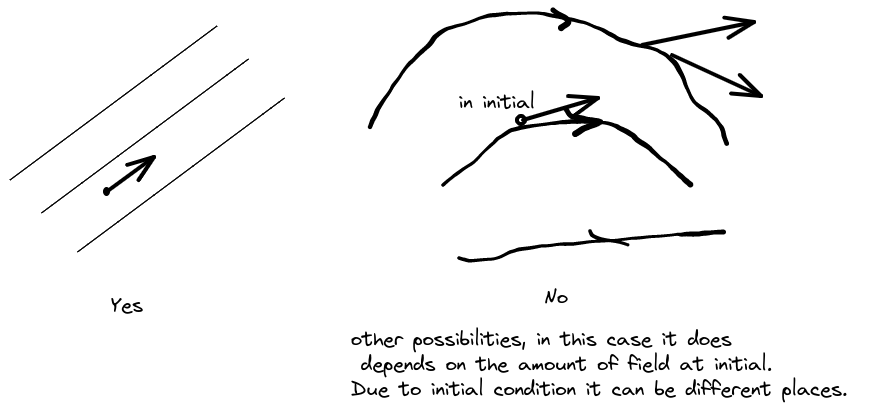 in initial
Yes
No
other possibilities, in this case it does
depends on the amount of field at initial.
Due to initial condition it can be different places.